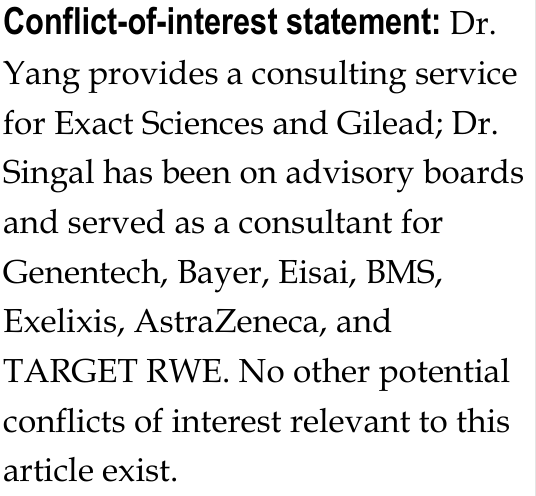 Conflict-of-interest statement: Dr.
Yang provides a consulting service
for Exact Sciences and Gilead; Dr.
Singal has been on advisory boards
and served as a consultant for
Genentech, Bayer, Eisai, BMS,
Exelixis, AstraZeneca, and
TARGET RWE. No other potential
conflicts of interest relevant to this
article exist.